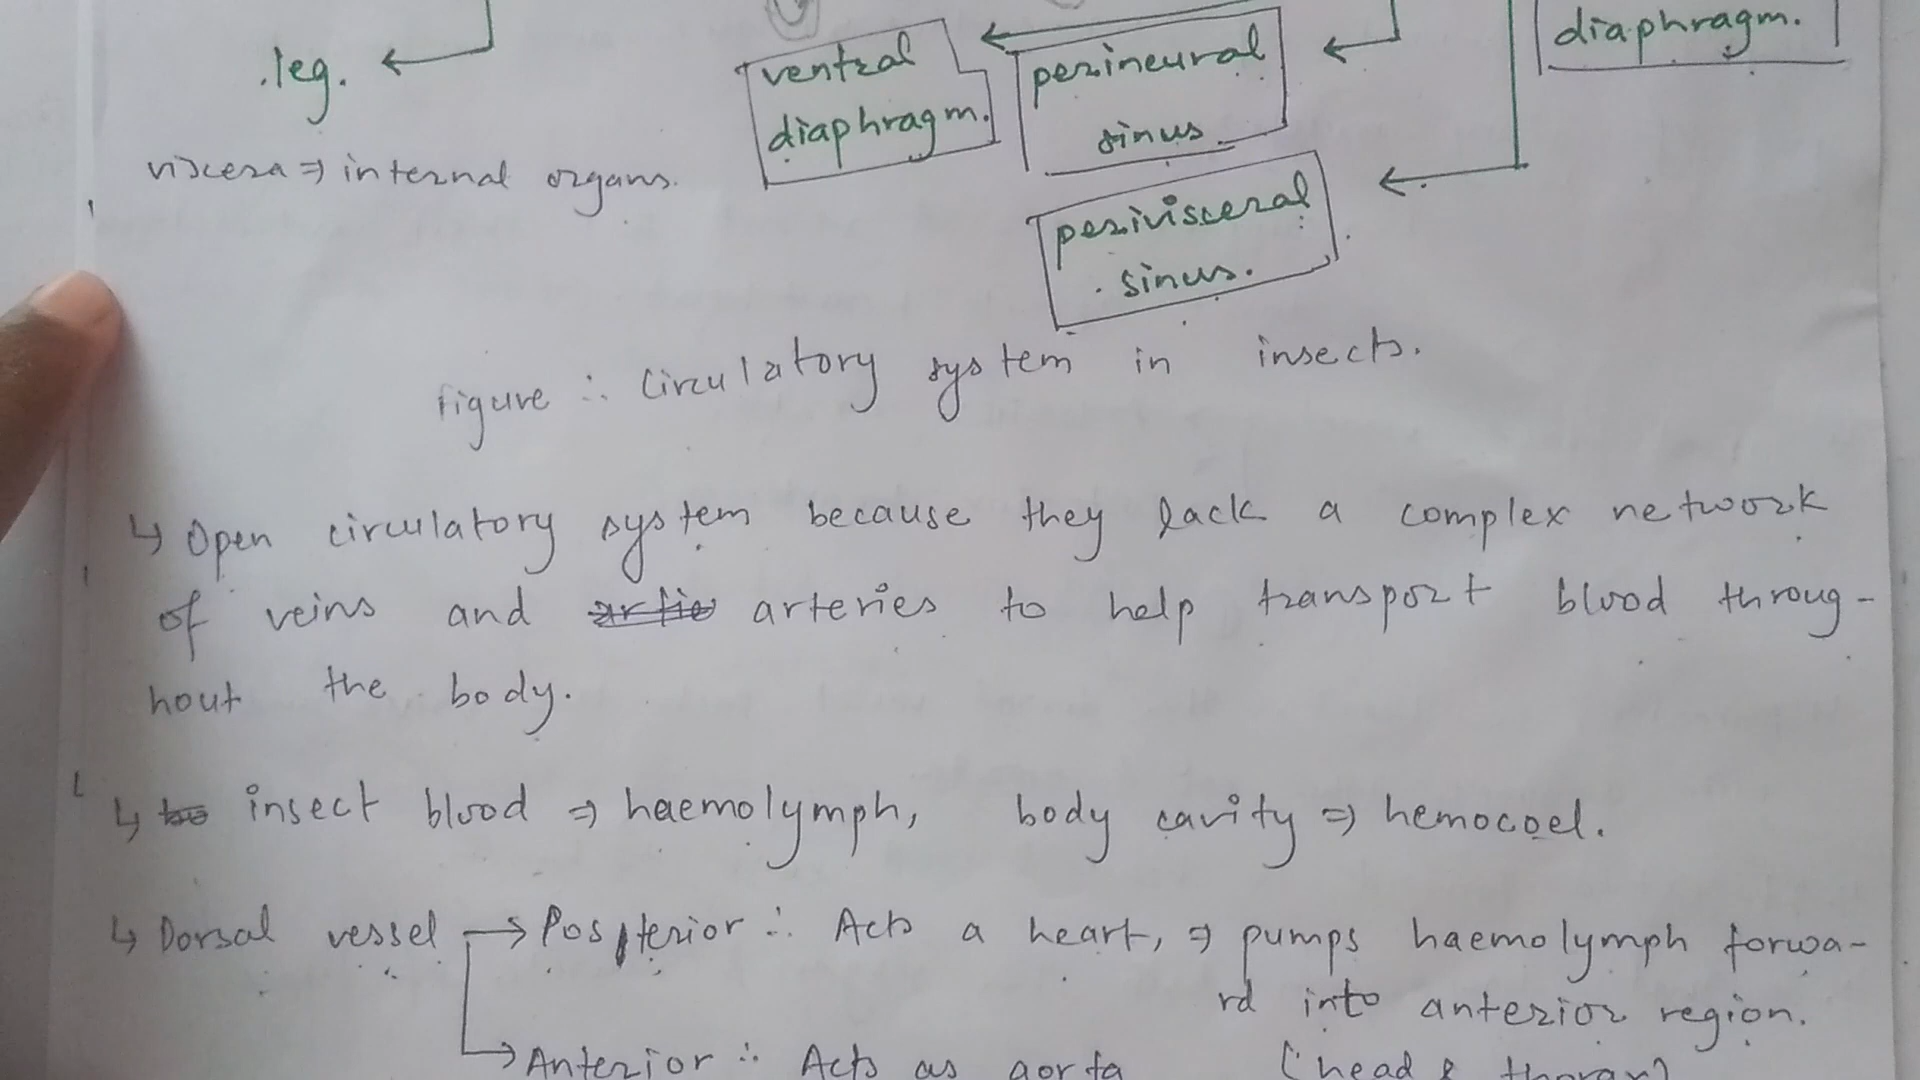 diaphragm.
.leg.
ventral
diaphragm.
perineural
sinus.
viscera ⇒ internal organs.
perivisceral
sinus.
figure ∴ Circulatory system in insects.
↳ Open circulatory system because they lack a complex network
of veins and arteries to help transport blood throug-
hout the body.
↳ insect blood ⇒ haemolymph, body cavity ⇒ hemocoel.
↳ Dorsal vessel → Posterior ∴ Acts a heart, ⇒ pumps haemolymph forwa-
rd into anterior region.
→ Anterior ∴ Acts as aorta (head & thorax)